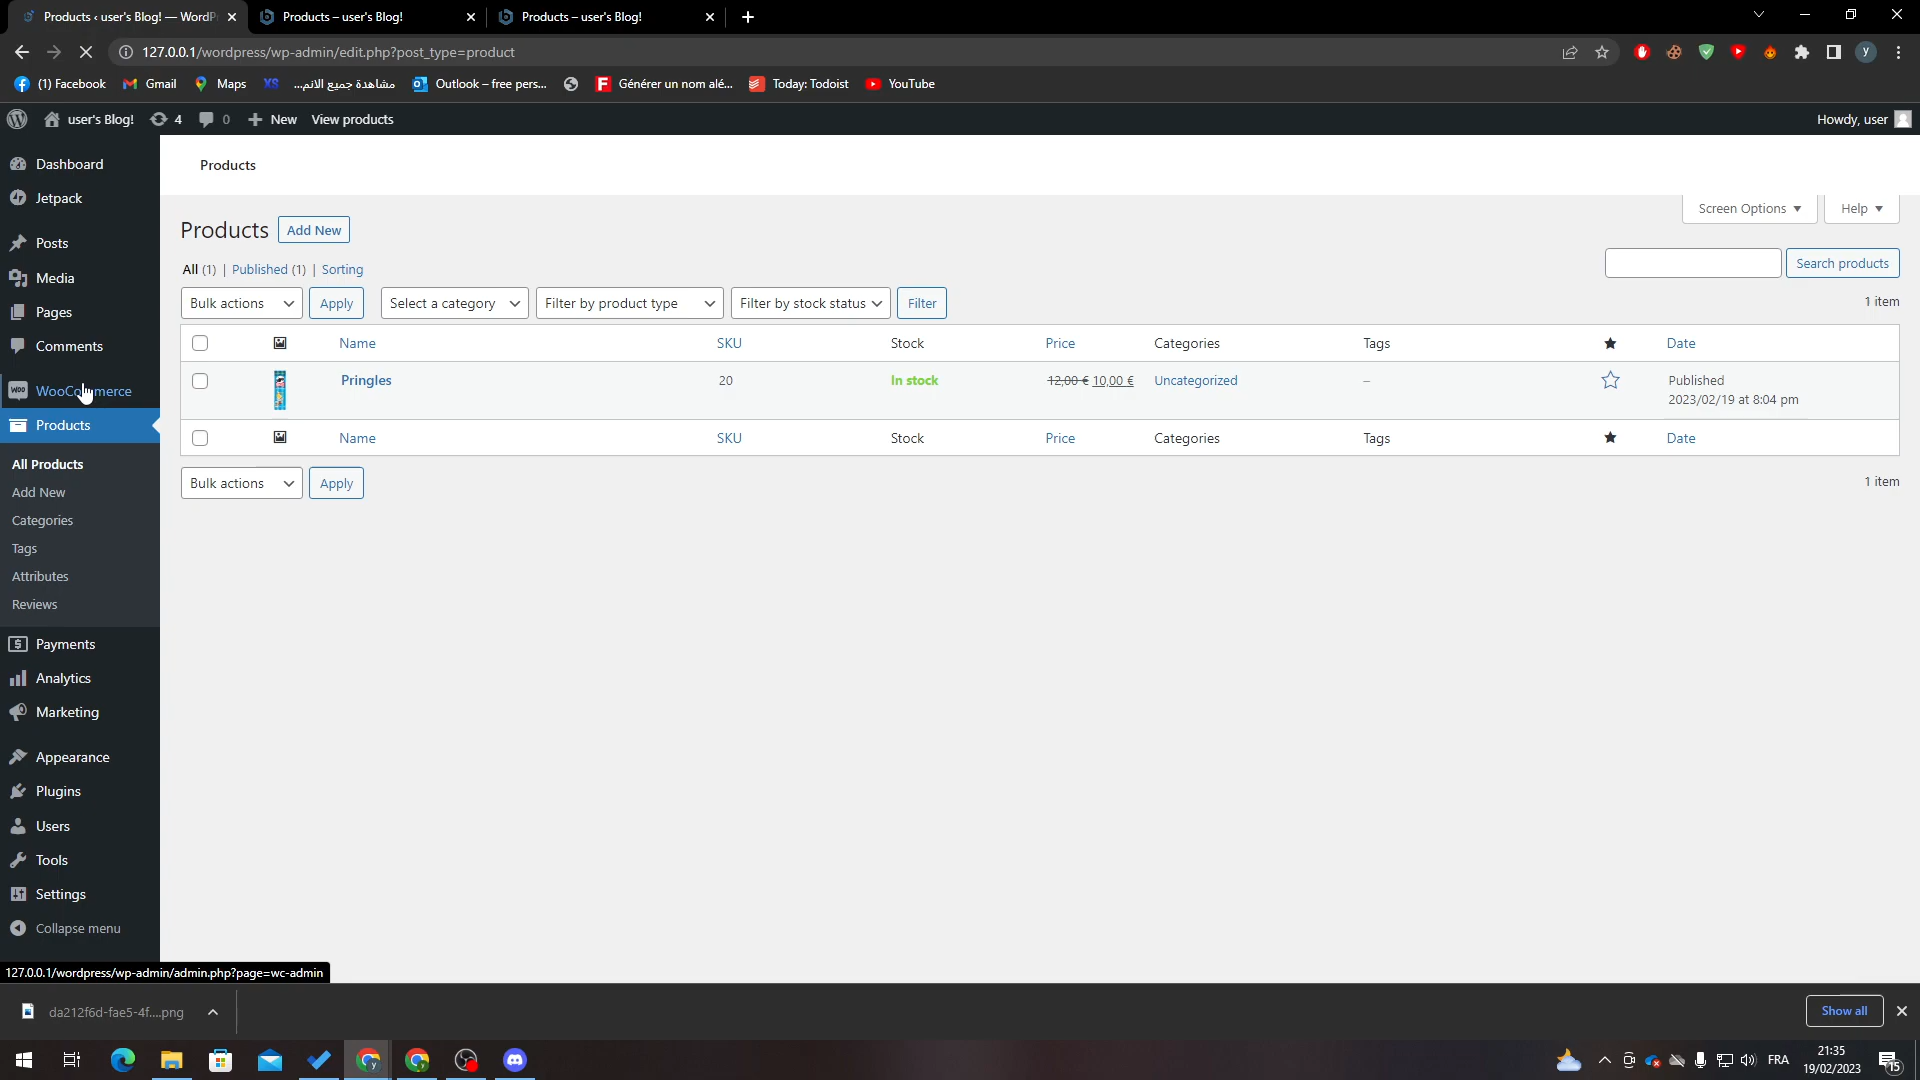 Products ‹ user's Blog! — WordP
Products – user's Blog!
Products – user's Blog!
127.0.0.1/wordpress/wp-admin/edit.php?post_type=product
(1) Facebook
Gmail
Maps
XS
مشاهدة جميع الانم...
Outlook – free pers...
Générer un nom alé...
Today: Todoist
YouTube
user's Blog!
4
0
New
View products
Howdy, user
Dashboard
Jetpack
Posts
Media
Pages
Comments
WooCommerce
Products
All Products
Add New
Categories
Tags
Attributes
Reviews
Payments
Analytics
Marketing
Appearance
Plugins
Users
Tools
Settings
Collapse menu
Products
Screen Options
Help
Products
Add New
All (1) | Published (1) | Sorting
Search products
Bulk actions
Apply
Select a category
Filter by product type
Filter by stock status
Filter
1 item
Name SKU Stock Price Categories Tags Date
Pringles 20 In stock 12,00 € 10,00 € Uncategorized – Published
2023/02/19 at 8:04 pm
Name SKU Stock Price Categories Tags Date
Bulk actions
Apply
1 item
127.0.0.1/wordpress/wp-admin/admin.php?page=wc-admin
da212f6d-fae5-4f....png
Show all
FRA
21:35
19/02/2023
15